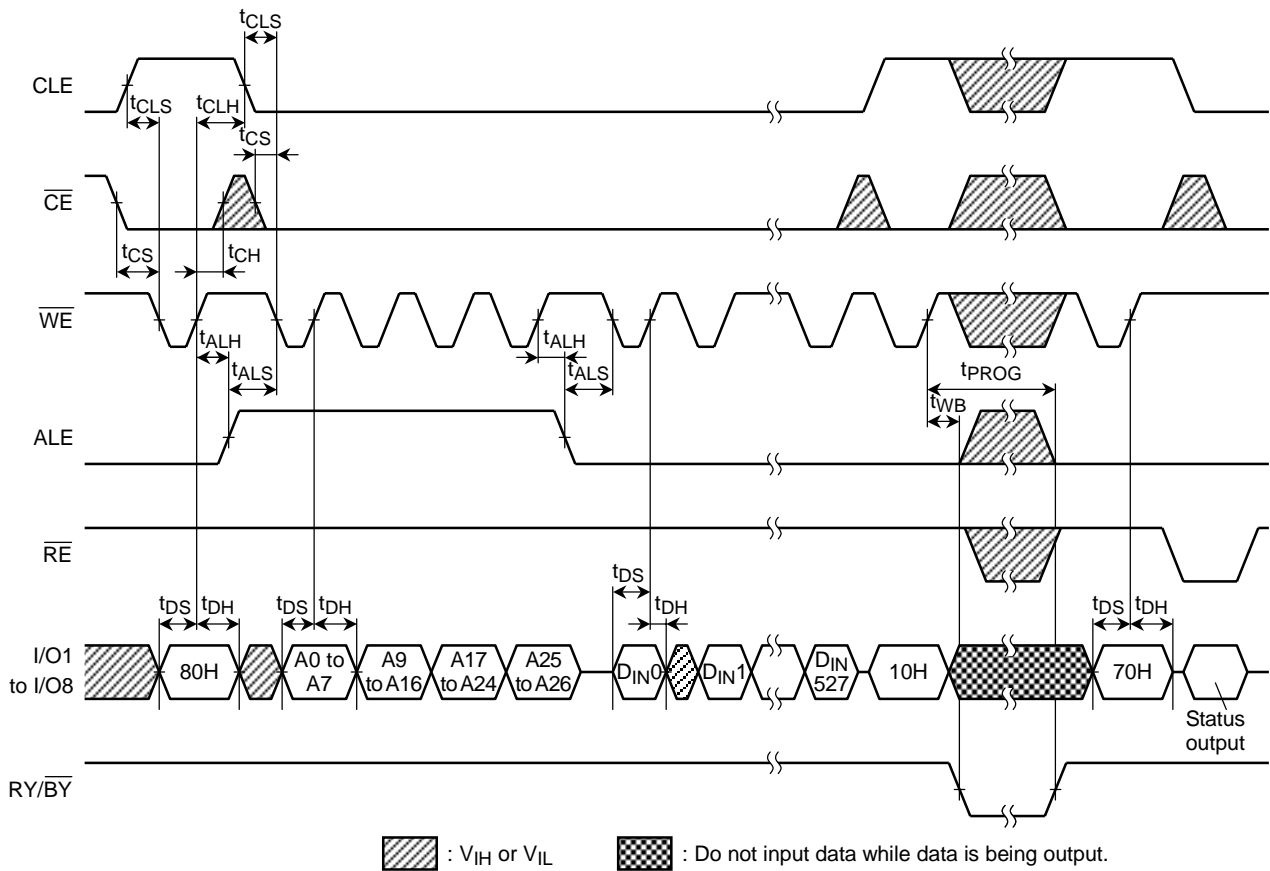 tCLS
CLE
tCLS tCLH
tCS
CE
tCS tCH
WE
tALH tALH
tALS tALS tPROG
tWB
ALE
RE
tDS
tDS tDH tDS tDH tDH tDS tDH
I/O1
to I/O8
80H
A0 to
A7
A9
to A16
A17
to A24
A25
to A26
DIN0
DIN1
DIN
527
10H
70H
Status
output
RY/BY
: VIH or VIL
: Do not input data while data is being output.